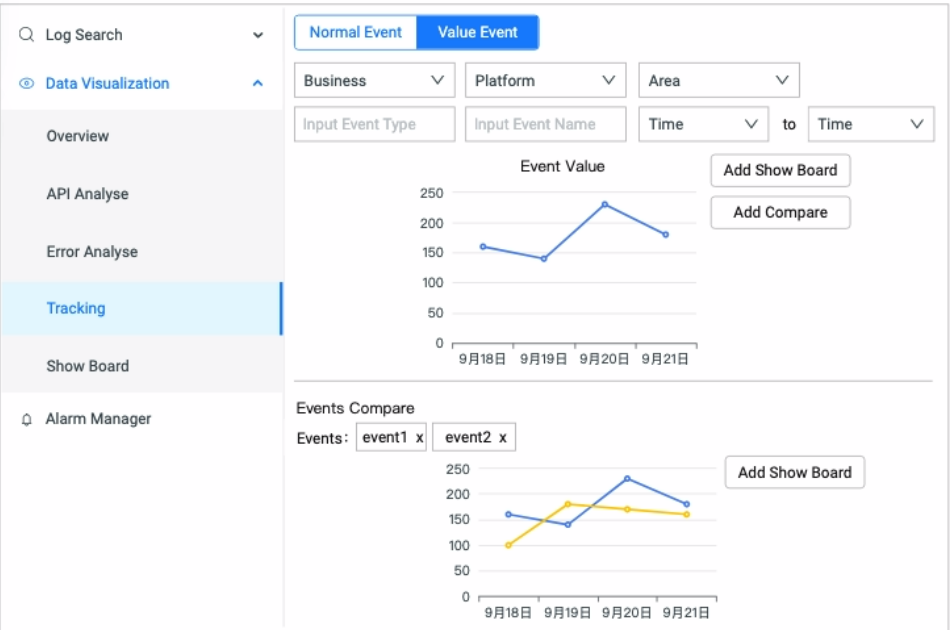 Log Search
Data Visualization
Overview
API Analyse
Error Analyse
Tracking
Show Board
Alarm Manager
Normal Event Value Event
Business Platform Area
Input Event Type Input Event Name Time to Time
Event Value
Add Show Board
Add Compare
250
200
150
100
50
0
9月18日 9月19日 9月20日 9月21日
Events Compare
Events: event1 x event2 x
Add Show Board
250
200
150
100
50
0
9月18日 9月19日 9月20日 9月21日